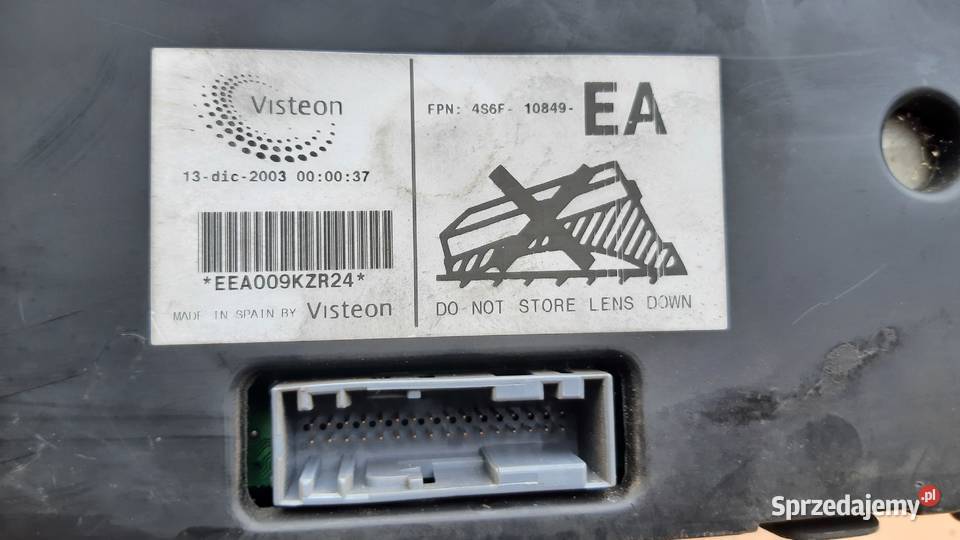 Visteon
13-dic-2003 00:00:37
*EEA009KZR24*
MADE IN SPAIN BY Visteon
FPN: 4S6F- 10849- EA
DO NOT STORE LENS DOWN
Sprzedajemy.pl